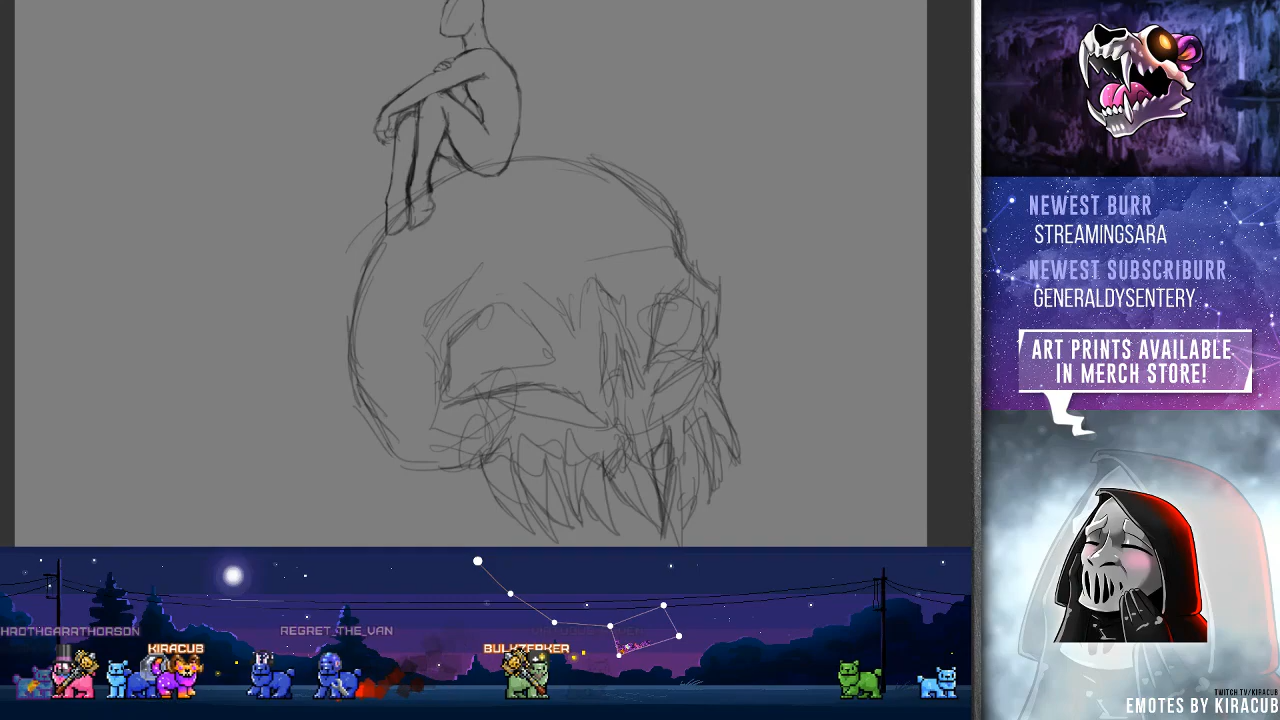 NEWEST BURR
STREAMINGSARA
NEWEST SUBSCRIBURR
GENERALDYSENTERY
ART PRINTS AVAILABLE
IN MERCH STORE!
HROTHGARATHORSON
KIRACUB
REGRET_THE_VAN
BULKZERKER
TWITCH.TV/KIRACUB
EMOTES BY KIRACUB